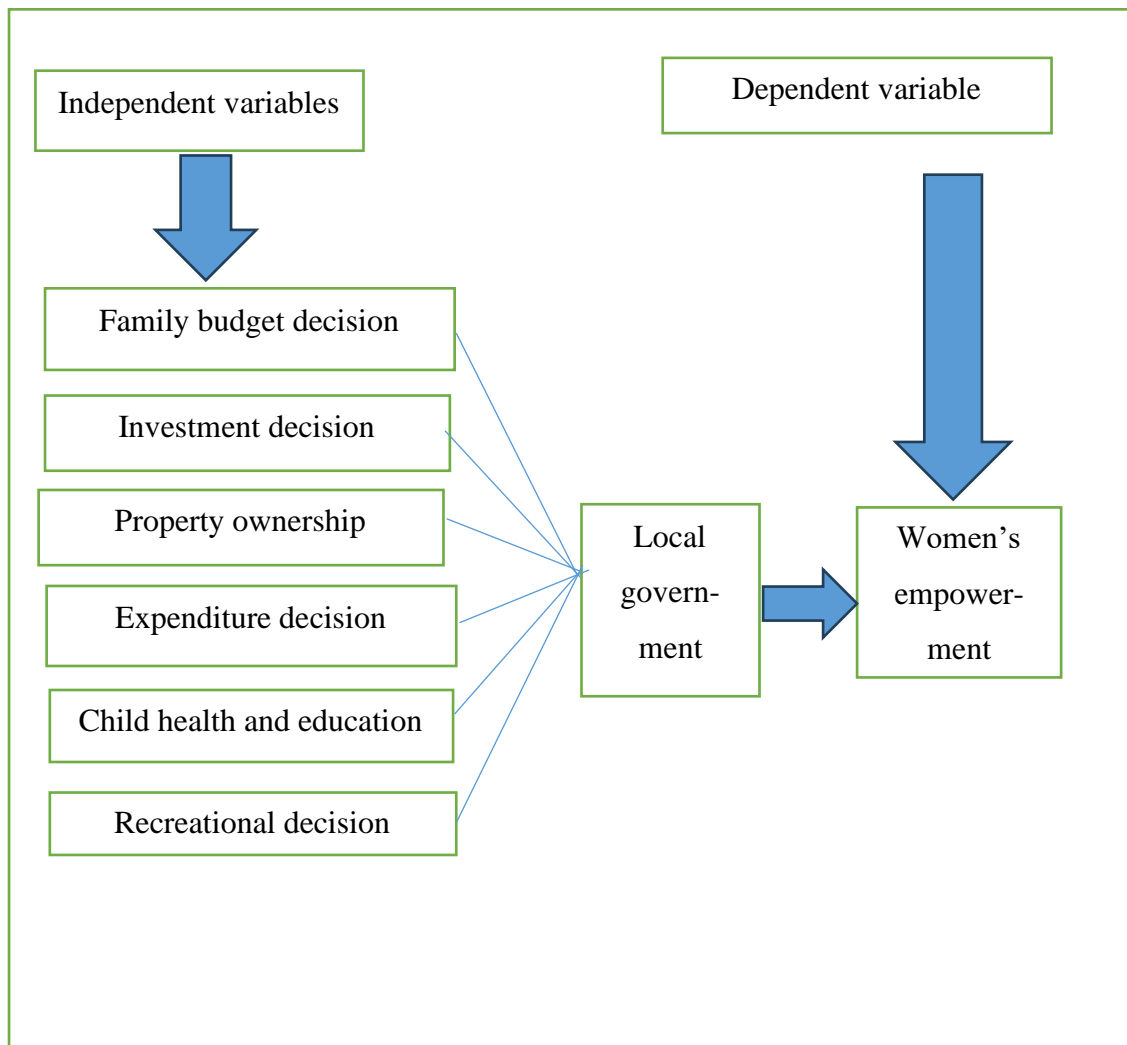 Independent variables
Dependent variable
Family budget decision
Investment decision
Property ownership
Expenditure decision
Child health and education
Recreational decision
Local
govern-
ment
Women’s
empower-
ment